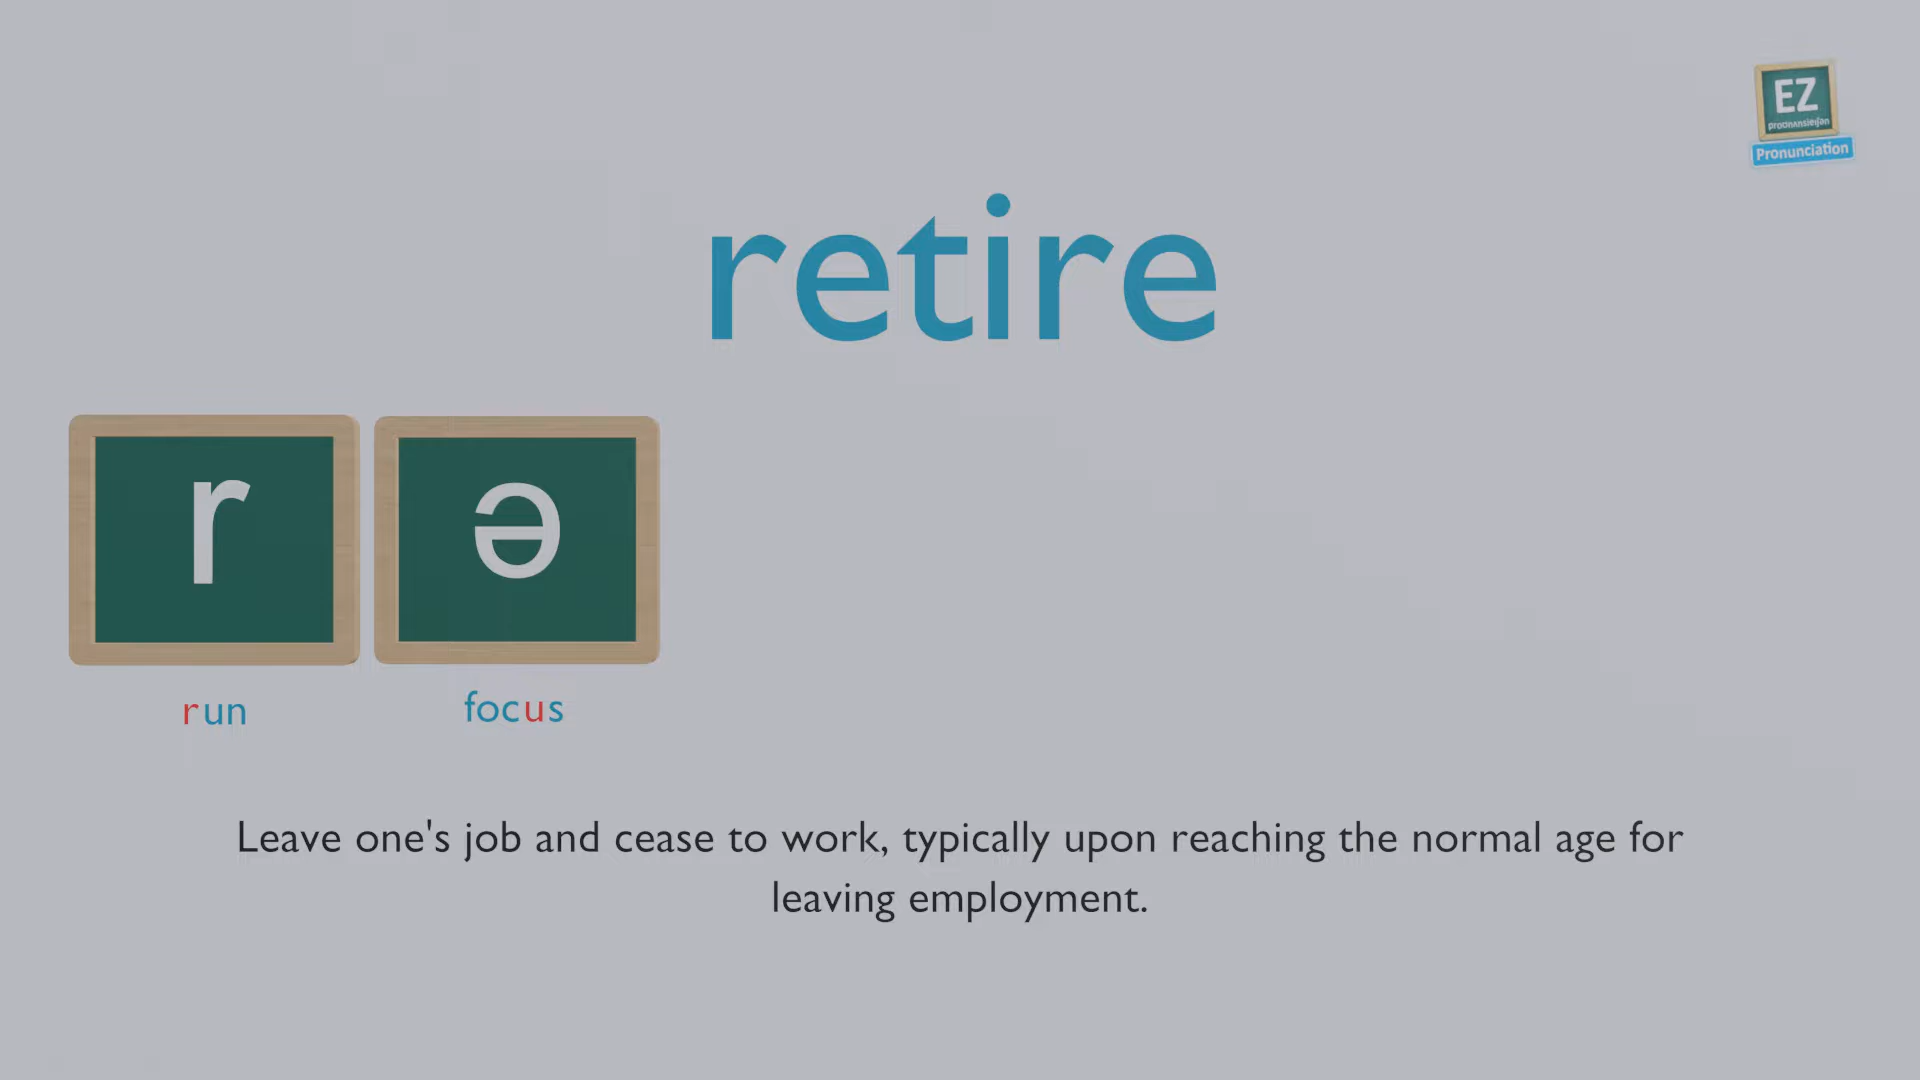 EZ
Pronunciation
retire
r
ə
run
focus
Leave one's job and cease to work, typically upon reaching the normal age for
leaving employment.